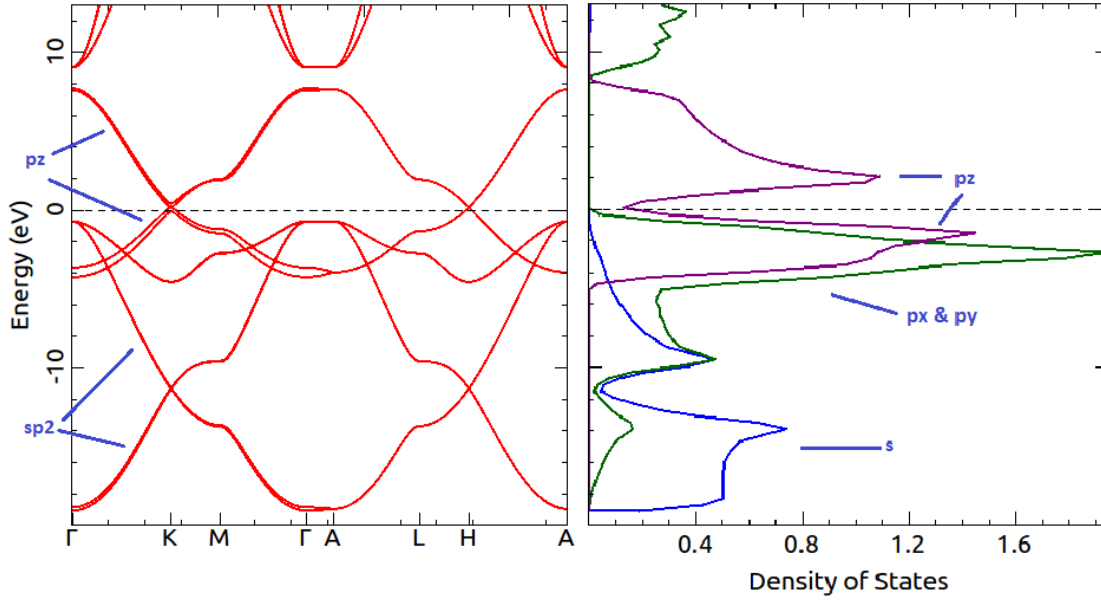 10
0
-10
Energy (eV)
pz
sp2
Γ K M Γ A L H A
pz
px & py
s
0.4 0.8 1.2 1.6
Density of States